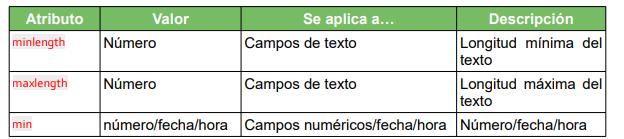 Atributo Valor Se aplica a… Descripción
minlength Número Campos de texto Longitud mínima del
texto
maxlength Número Campos de texto Longitud máxima del
texto
min número/fecha/hora Campos numéricos/fecha/hora Número/fecha/hora